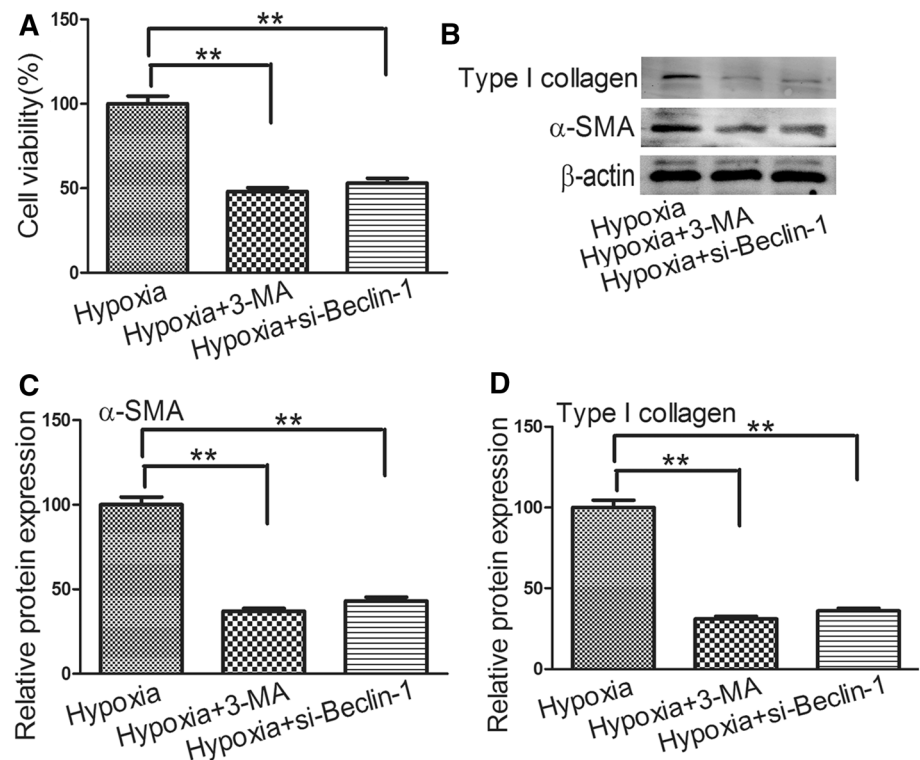 A
Cell viability(%)
150
100
50
0
**
**
Hypoxia
Hypoxia+3-MA
Hypoxia+si-Beclin-1
B
Type I collagen
α-SMA
β-actin
Hypoxia
Hypoxia+3-MA
Hypoxia+si-Beclin-1
C
α-SMA
Relative protein expression
150
100
50
0
**
**
Hypoxia
Hypoxia+3-MA
Hypoxia+si-Beclin-1
D
Type I collagen
Relative protein expression
150
100
50
0
**
**
Hypoxia
Hypoxia+3-MA
Hypoxia+si-Beclin-1